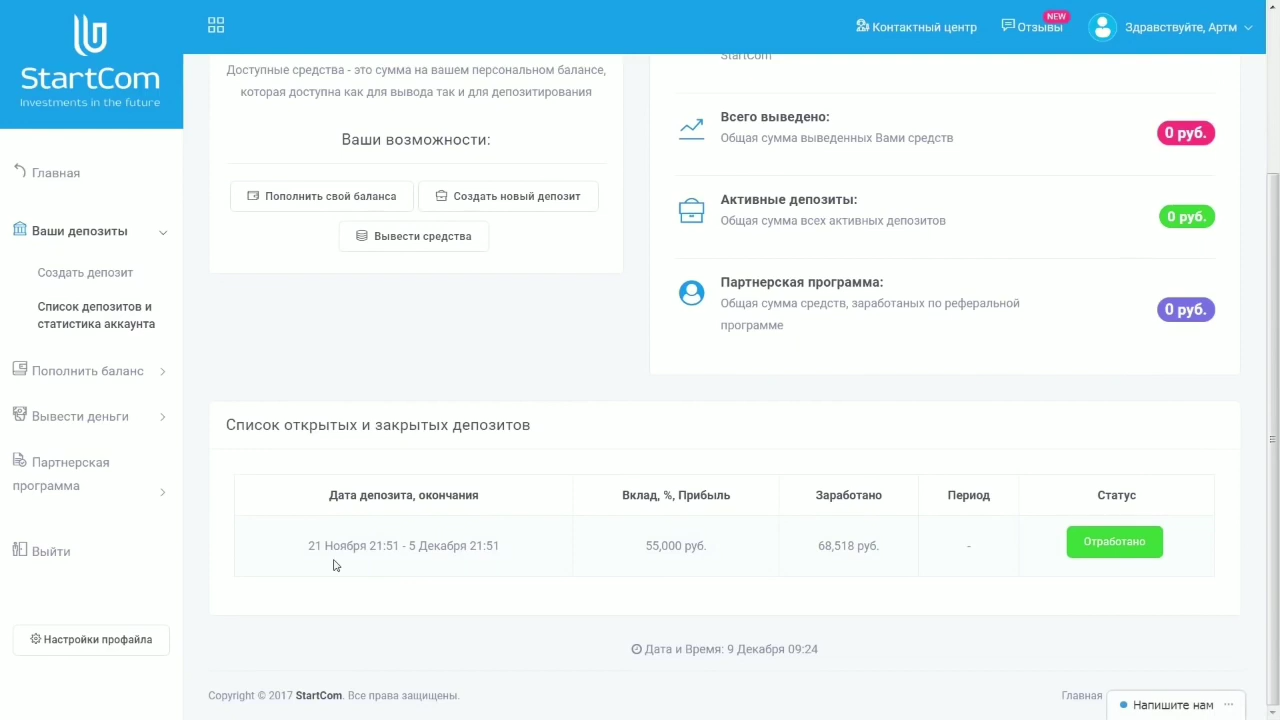 StartCom
Investments in the future
Контактный центр
Отзывы
NEW
Здравствуйте, Артм
Главная
Ваши депозиты
Создать депозит
Список депозитов и
статистика аккаунта
Пополнить баланс
Вывести деньги
Партнерская
программа
Выйти
Настройки профайла
Доступные средства - это сумма на вашем персональном балансе,
которая доступна как для вывода так и для депозитирования
Ваши возможности:
Пополнить свой баланса
Создать новый депозит
Вывести средства
StartCom
Всего выведено:
Общая сумма выведенных Вами средств
0 руб.
Активные депозиты:
Общая сумма всех активных депозитов
0 руб.
Партнерская программа:
Общая сумма средств, заработаных по реферальной
программе
0 руб.
Список открытых и закрытых депозитов
Дата депозита, окончания Вклад, %, Прибыль Заработано Период Статус
21 Ноября 21:51 - 5 Декабря 21:51 55,000 руб. 68,518 руб. - Отработано
Дата и Время: 9 Декабря 09:24
Copyright © 2017 StartCom. Все права защищены.
Главная
Напишите нам ...